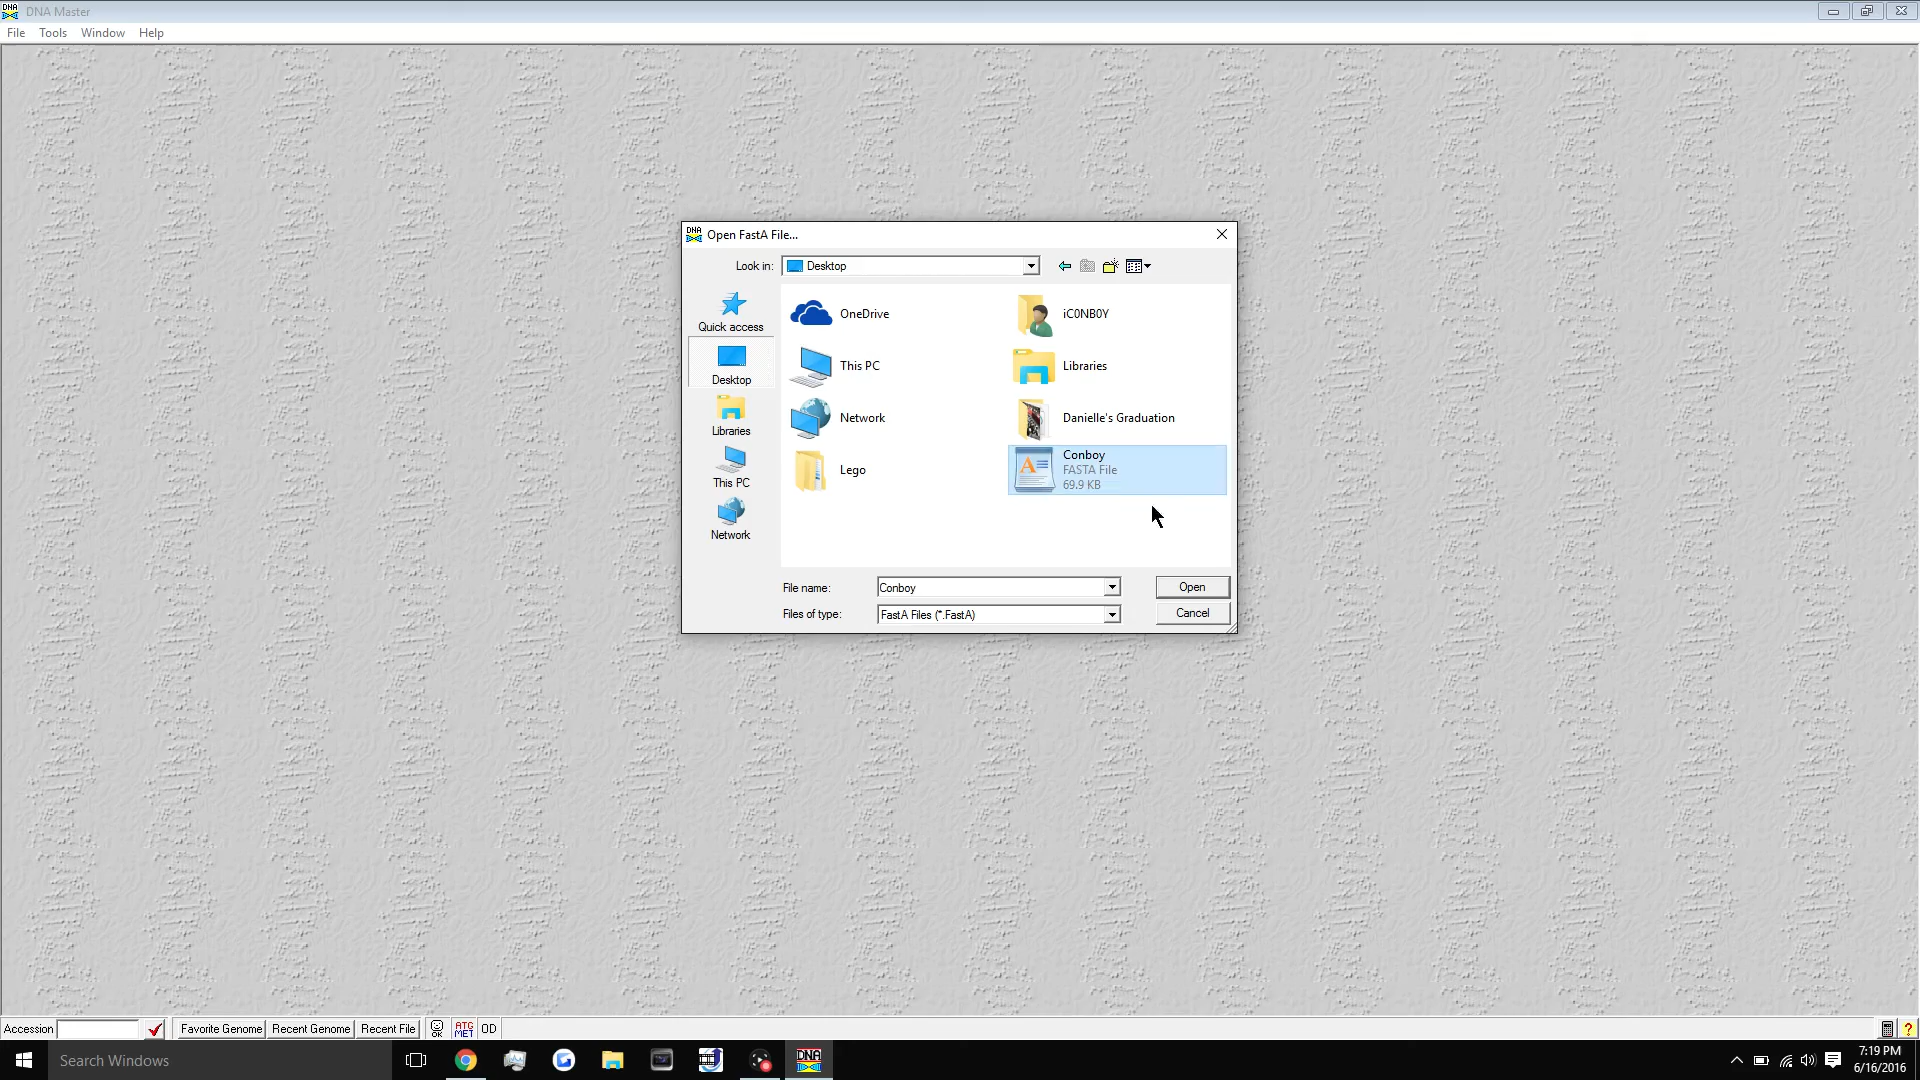 DNA Master
File Tools Window Help
Open FastA File...
Look in: Desktop
Quick access
Desktop
Libraries
This PC
Network
OneDrive
iC0NB0Y
This PC
Libraries
Network
Danielle's Graduation
Lego
Conboy
FASTA File
69.9 KB
File name: Conboy Open
Files of type: FastA Files (*.FastA) Cancel
Accession Favorite Genome Recent Genome Recent File OK ATG MET OD ?
Search Windows
DNA
7:19 PM
6/16/2016